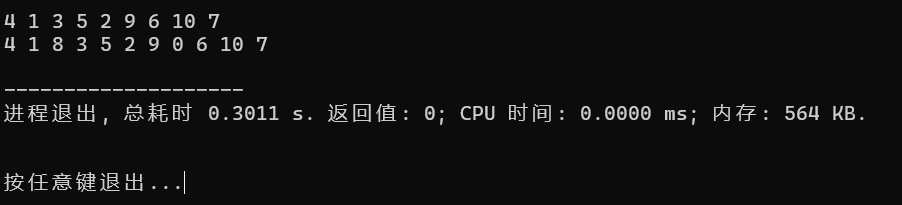 4 1 3 5 2 9 6 10 7
4 1 8 3 5 2 9 0 6 10 7
--------------------
进程退出, 总耗时 0.3011 s. 返回值: 0; CPU 时间: 0.0000 ms; 内存: 564 KB.
按任意键退出...